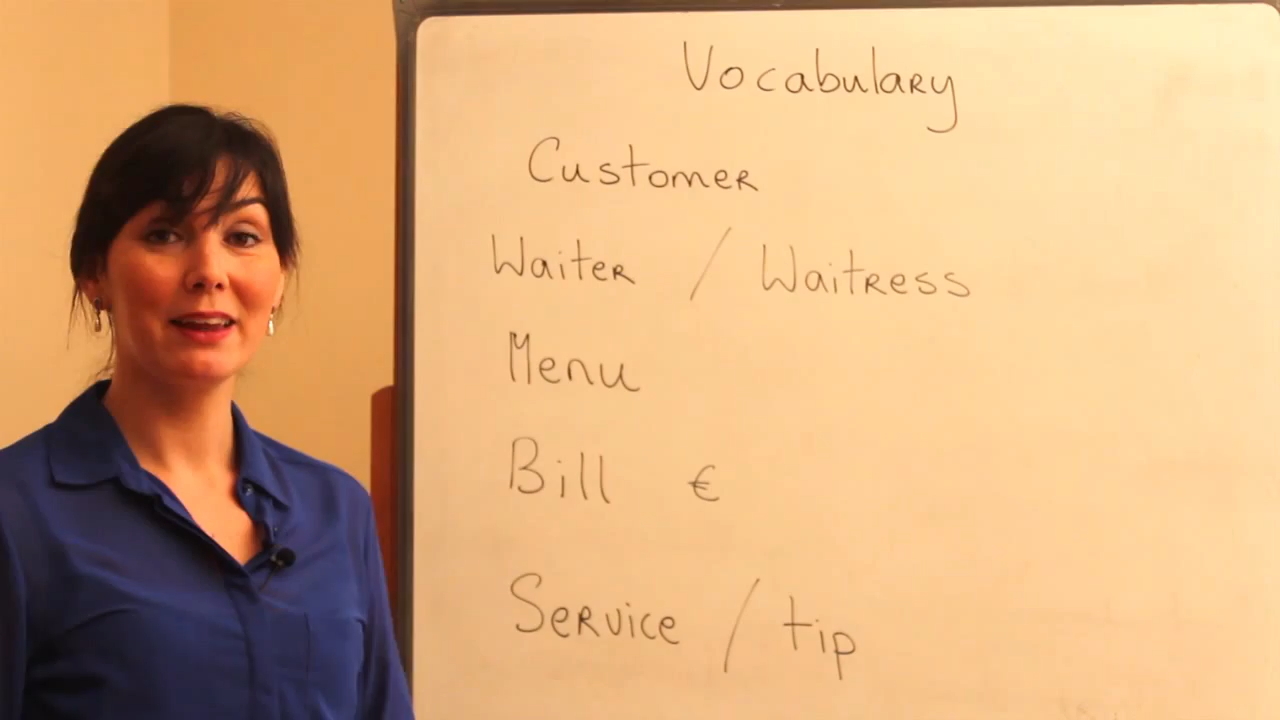 Vocabulary
Customer
Waiter / Waitress
Menu
Bill €
Service / tip